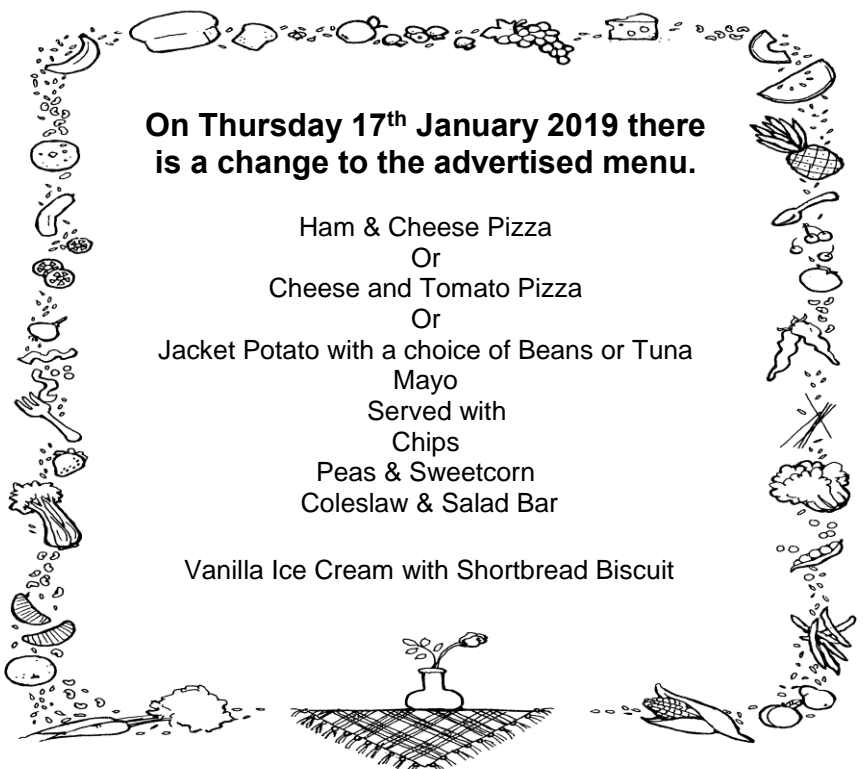 On Thursday 17th January 2019 there
is a change to the advertised menu.
Ham & Cheese Pizza
Or
Cheese and Tomato Pizza
Or
Jacket Potato with a choice of Beans or Tuna
Mayo
Served with
Chips
Peas & Sweetcorn
Coleslaw & Salad Bar
Vanilla Ice Cream with Shortbread Biscuit